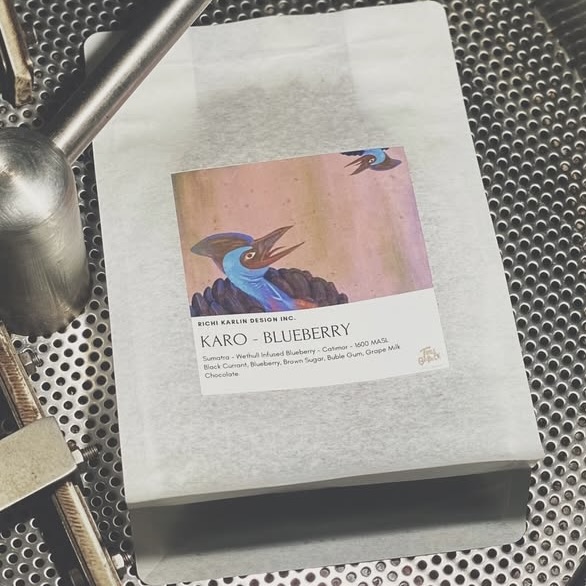 RICHI KARLIN DESIGN INC.
KARO - BLUEBERRY
Sumatra - Wethull Infused Blueberry - Catimor - 1600 MASL
Black Currant, Blueberry, Brown Sugar, Buble Gum, Grape Milk
Chocolate